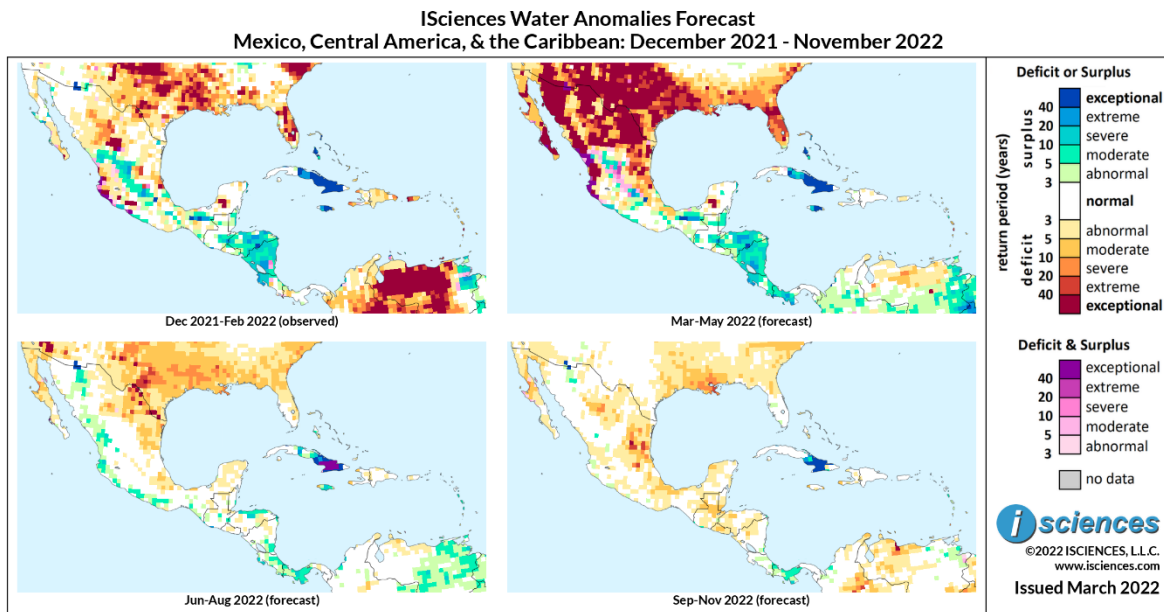 ISciences Water Anomalies Forecast
Mexico, Central America, & the Caribbean: December 2021 - November 2022
Dec 2021-Feb 2022 (observed)
Mar-May 2022 (forecast)
Jun-Aug 2022 (forecast)
Sep-Nov 2022 (forecast)
Deficit or Surplus
return period (years)
surplus
deficit
exceptional
40
extreme
20
severe
10
moderate
5
abnormal
3
normal
3
abnormal
5
moderate
10
severe
20
extreme
40
exceptional
Deficit & Surplus
exceptional
40
extreme
20
severe
10
moderate
5
abnormal
3
no data
i sciences
©2022 ISCIENCES, L.L.C.
www.isciences.com
Issued March 2022